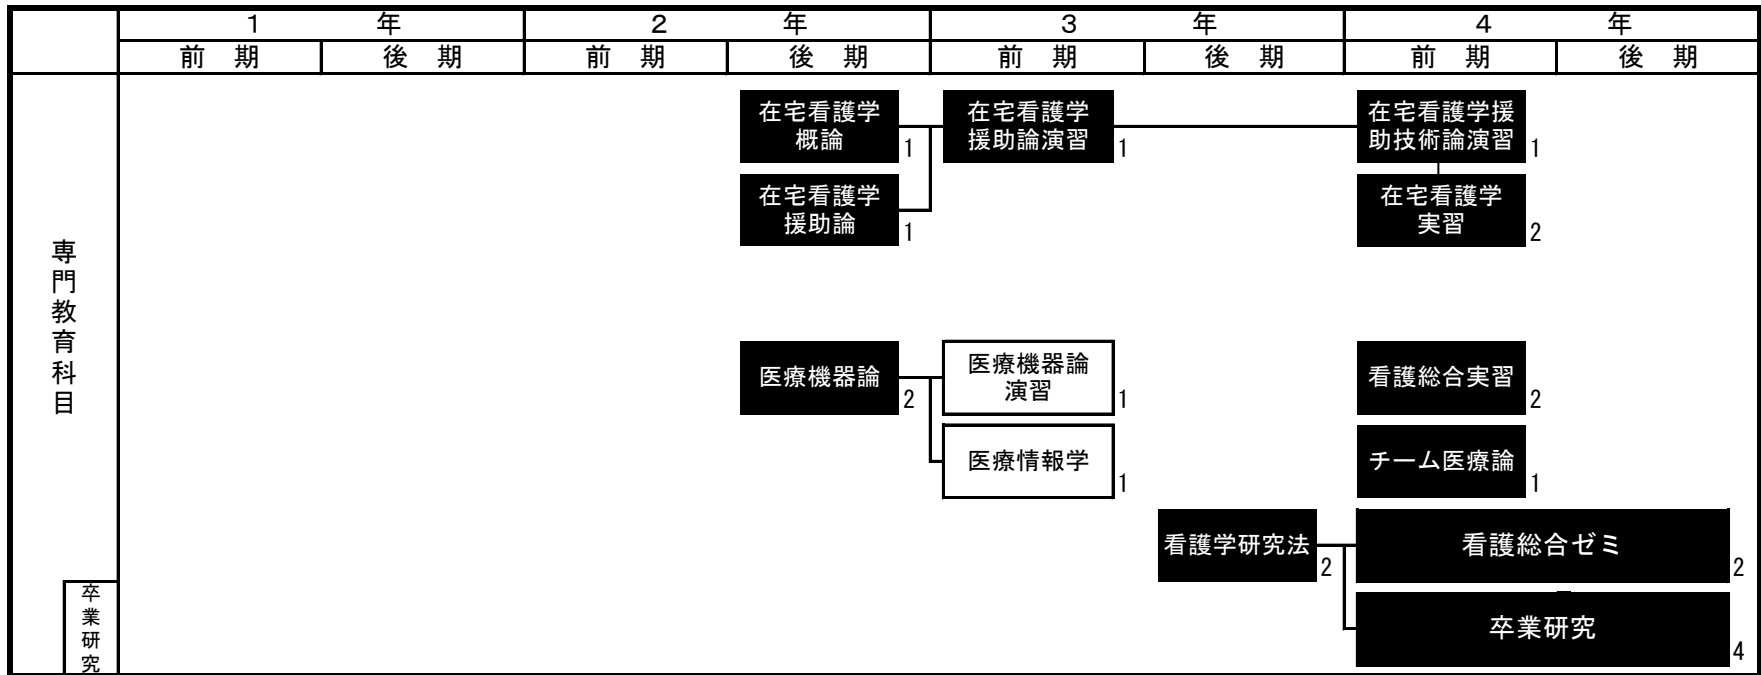 1 年 2 年 3 年 4 年
前 期 後 期 前 期 後 期 前 期 後 期 前 期 後 期
専門教育科目
在宅看護学
概論
1
在宅看護学
援助論演習
1
在宅看護学援
助技術論演習
1
在宅看護学
援助論
1
在宅看護学
実習
2
医療機器論
2
医療機器論
演習
1
看護総合実習
2
医療情報学
1
チーム医療論
1
看護学研究法
2
看護総合ゼミ
2
卒業研究
卒業研究
4